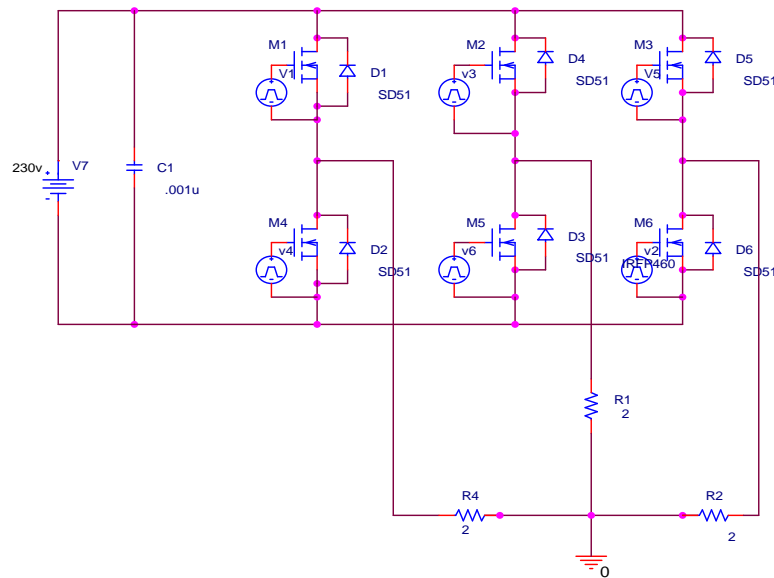 M1
M2
M3
V1
v3
V5
D1
D4
D5
SD51
SD51
SD51
230v
V7
C1
.001u
M4
M5
M6
v4
v6
v2
IRFP460
D2
D3
D6
SD51
SD51
SD51
R1
2
R4
2
R2
2
0